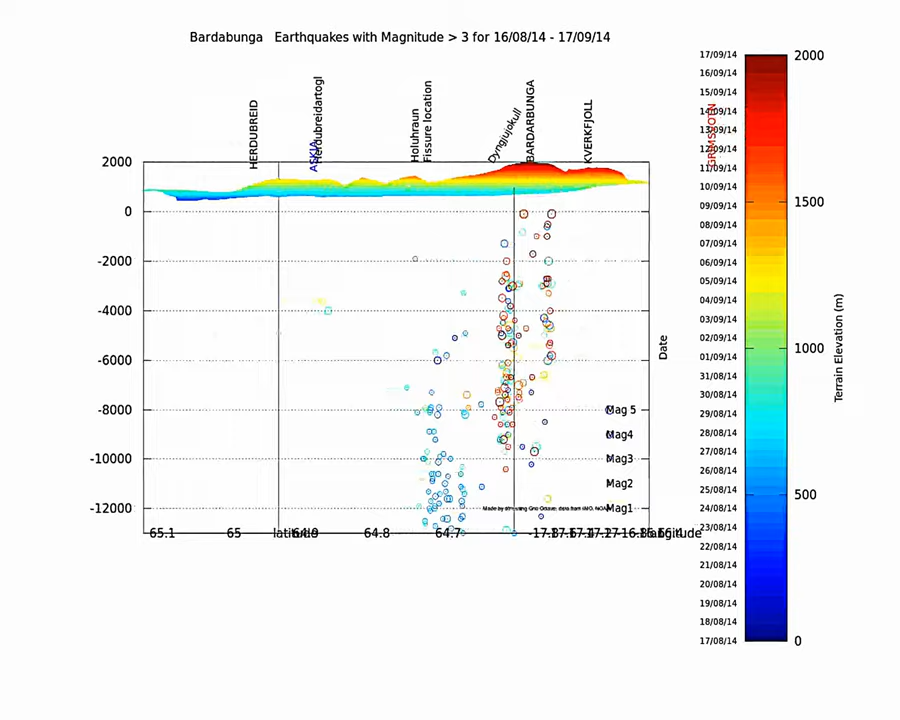 Bardabunga Earthquakes with Magnitude > 3 for 16/08/14 - 17/09/14
HERDUBREID
ASKJA
Herdubreidartogl
Holuhraun
Fissure location
Dyngjujokull
BARDARBUNGA
KVERKFJOLL
GRIMSVOTN
2000
0
-2000
-4000
-6000
-8000
-10000
-12000
Mag 5
Mag4
Mag3
Mag2
Mag1
65.1
65
64.8
64.7
Date
17/09/14
16/09/14
15/09/14
14/09/14
13/09/14
12/09/14
11/09/14
10/09/14
09/09/14
08/09/14
07/09/14
06/09/14
05/09/14
04/09/14
03/09/14
02/09/14
01/09/14
31/08/14
30/08/14
29/08/14
28/08/14
27/08/14
26/08/14
25/08/14
24/08/14
23/08/14
22/08/14
21/08/14
20/08/14
19/08/14
18/08/14
17/08/14
2000
1500
1000
500
0
Terrain Elevation (m)